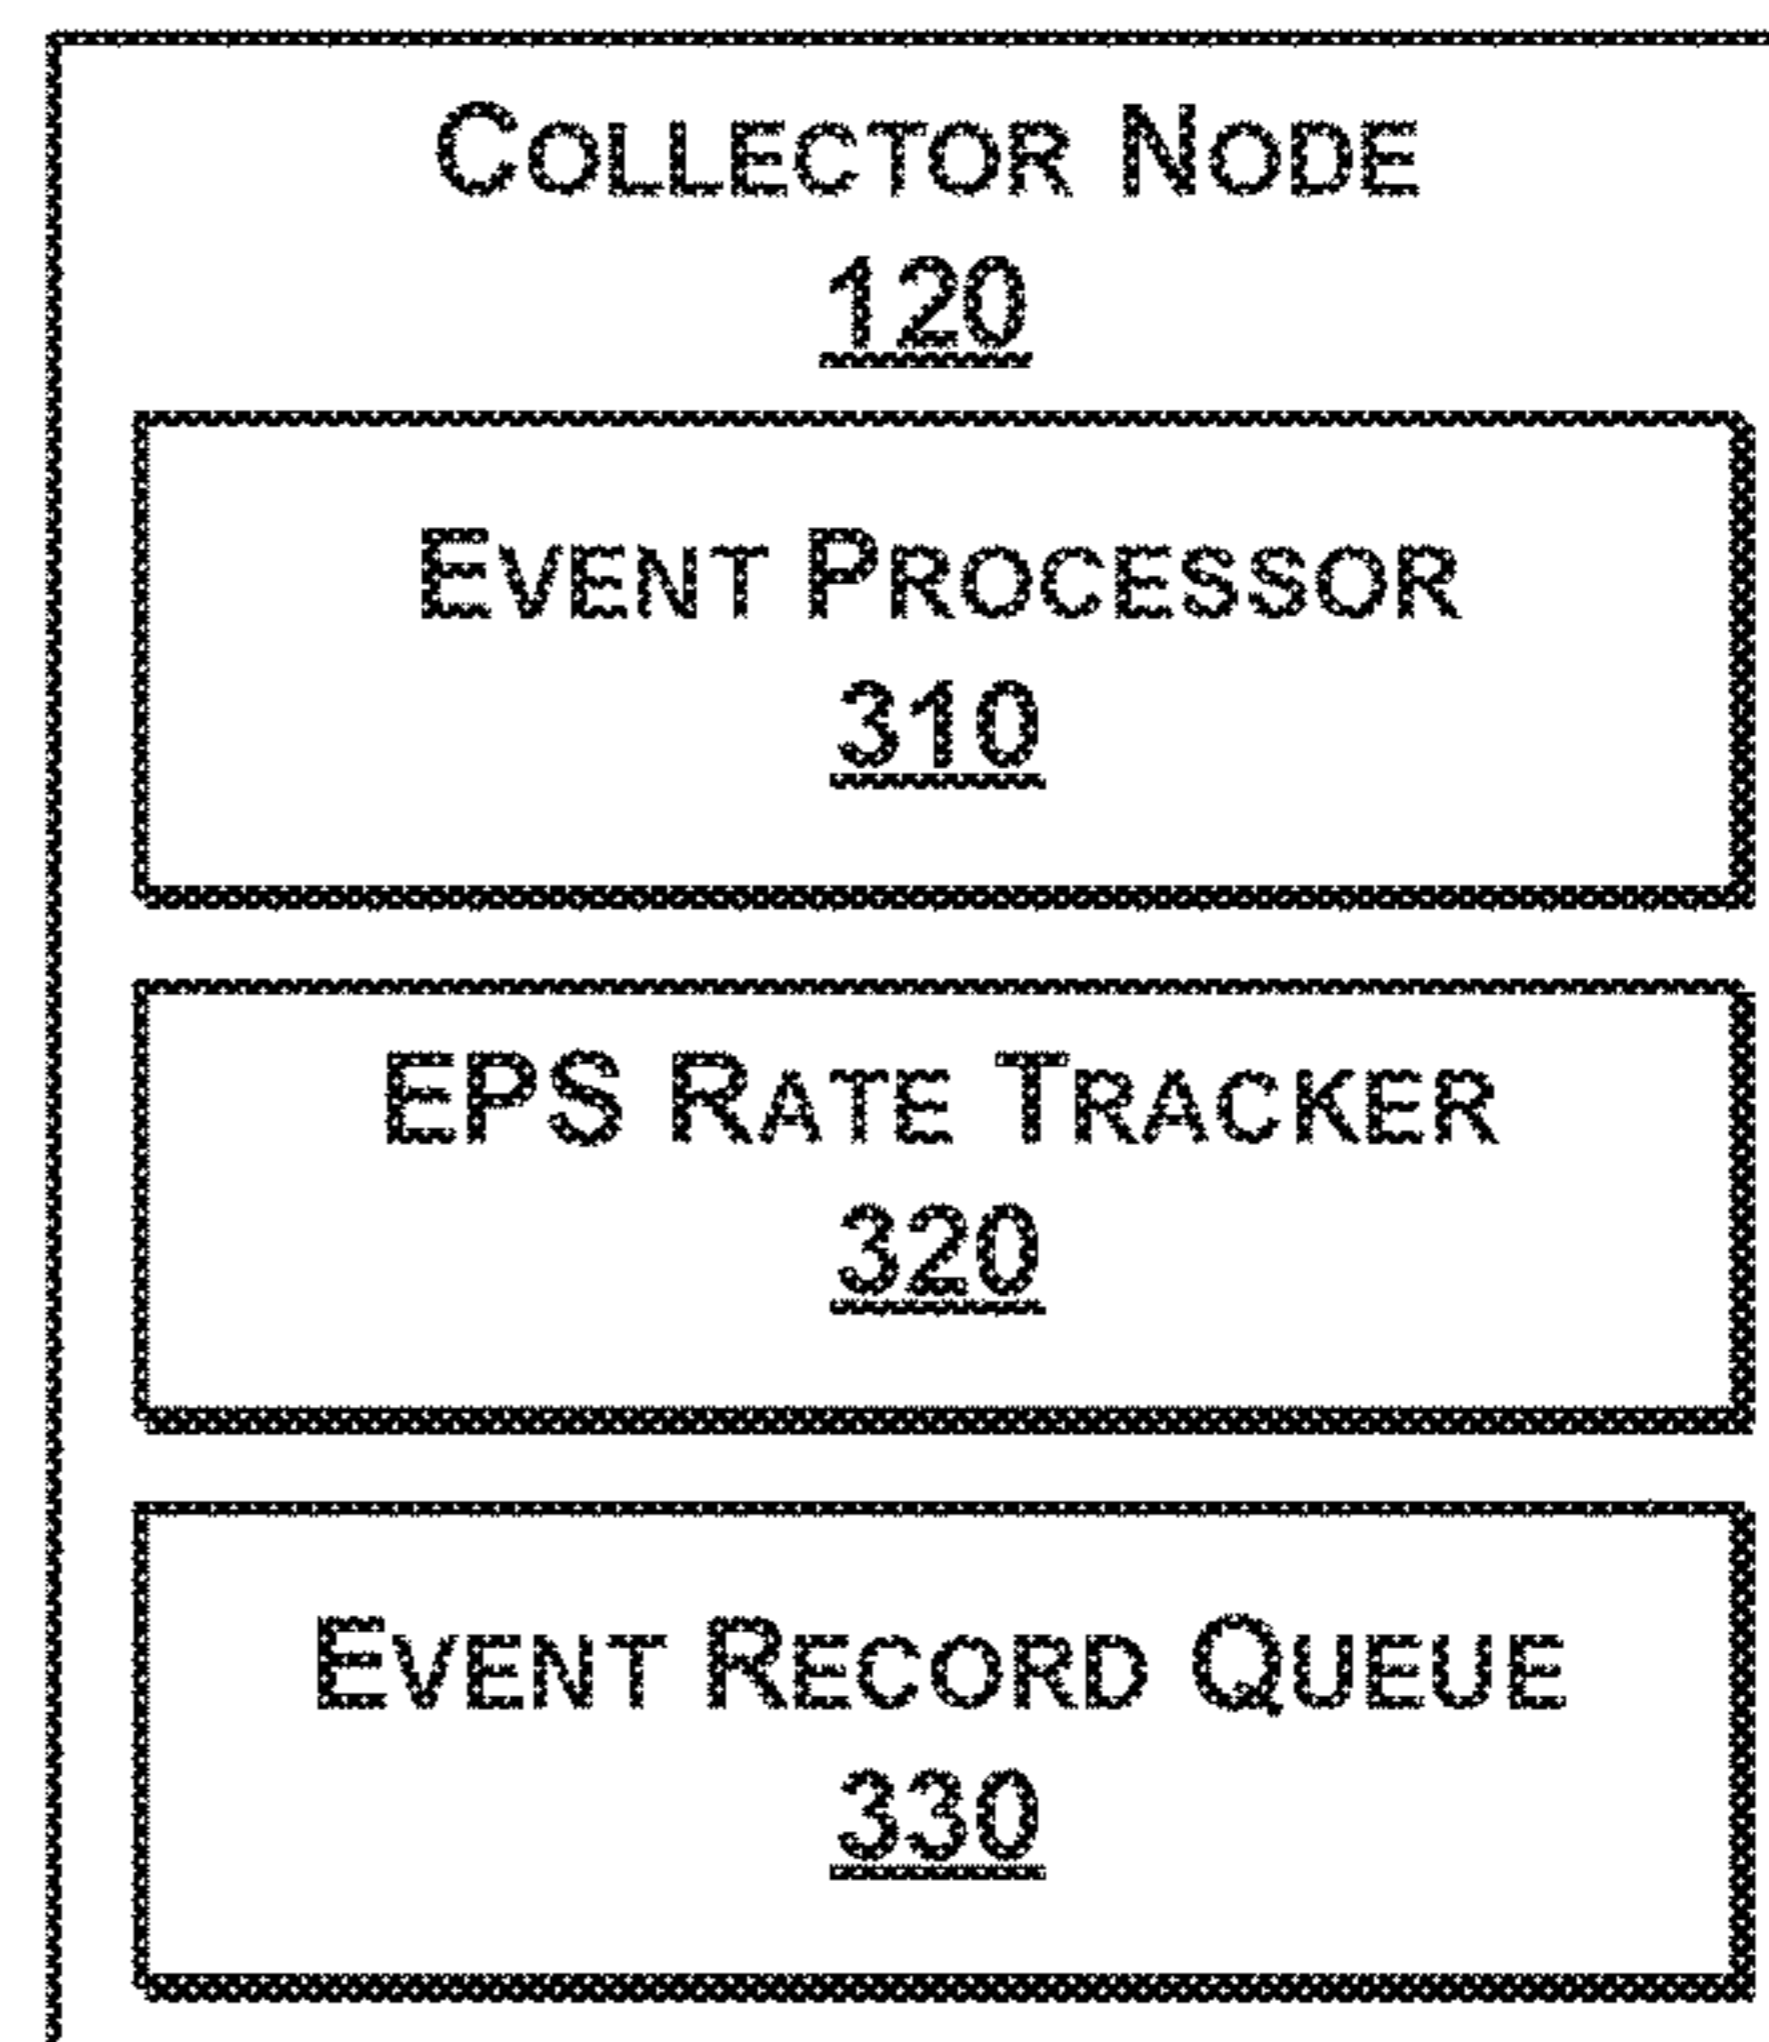 COLLECTOR NODE
120
EVENT PROCESSOR
310
EPS RATE TRACKER
320
EVENT RECORD QUEUE
330